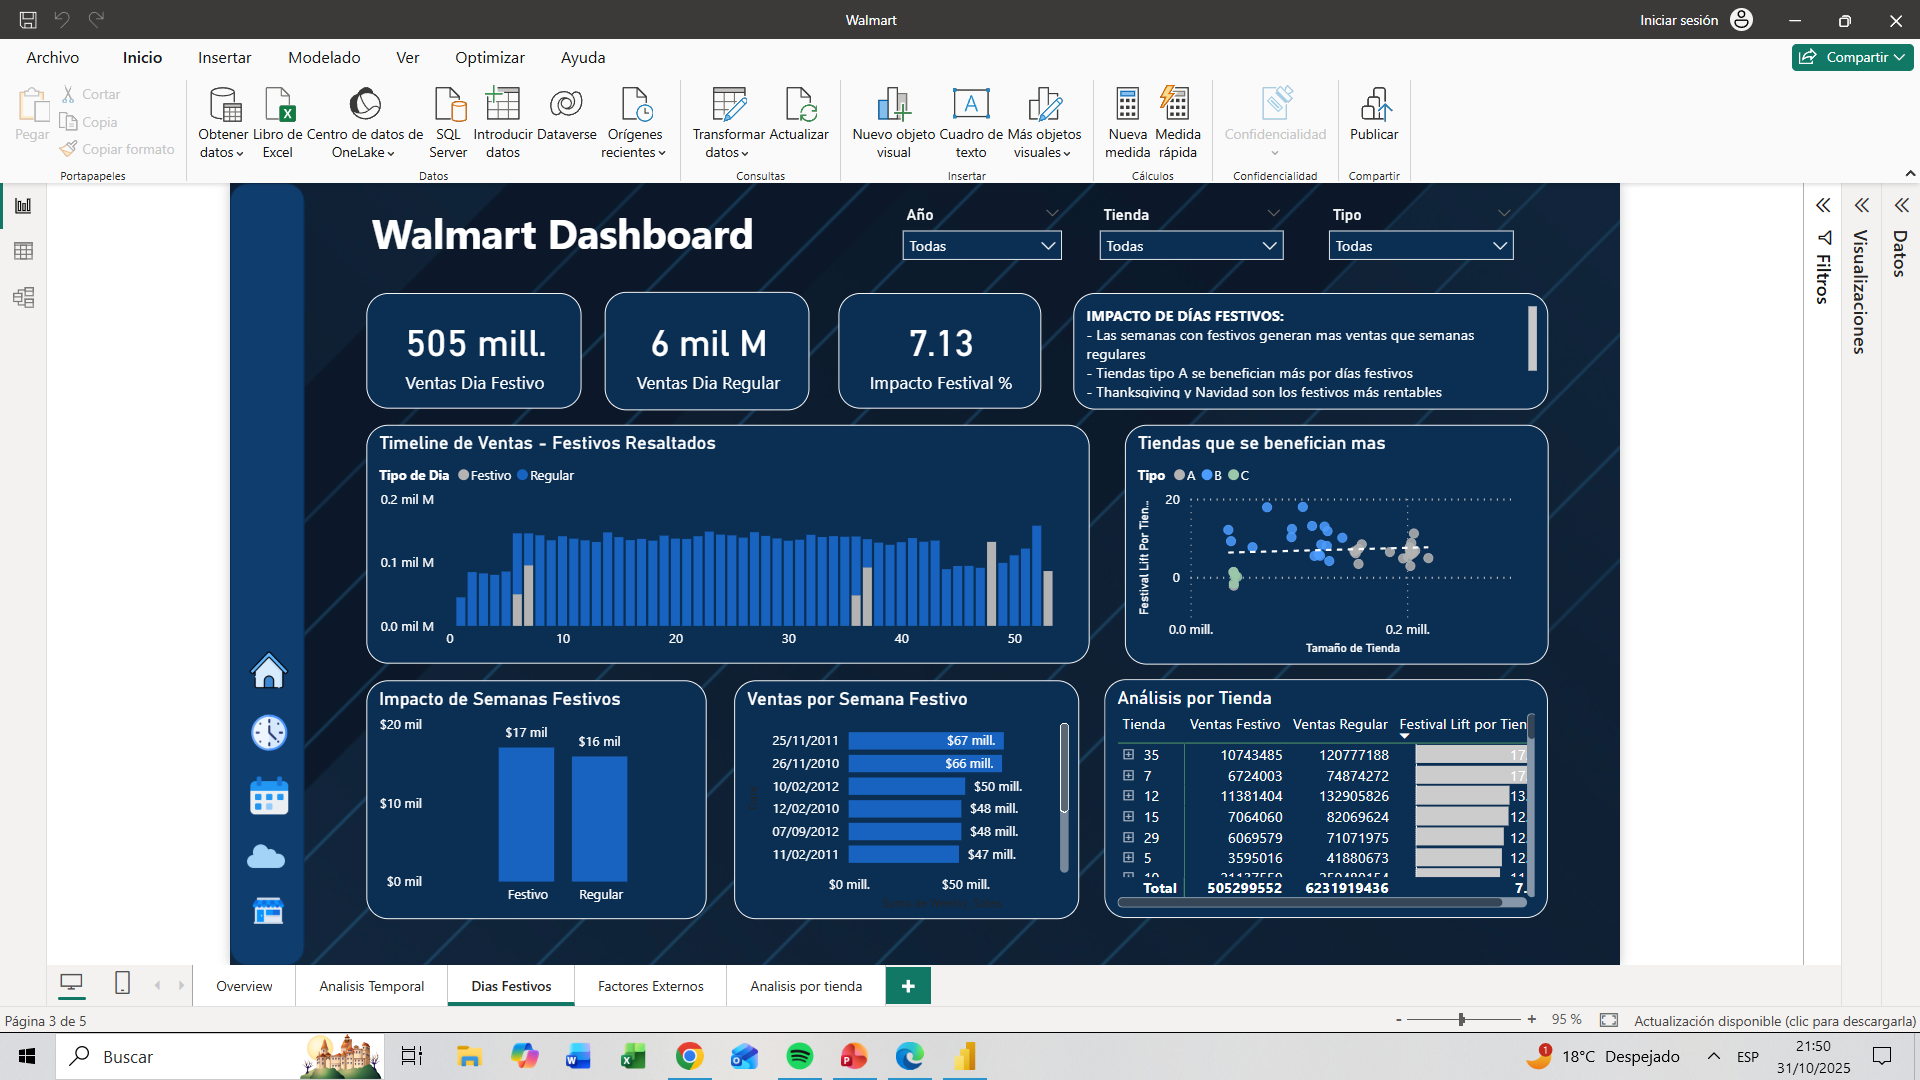 Walmart
Iniciar sesión
Archivo
Inicio
Insertar
Modelado
Ver
Optimizar
Ayuda
Compartir
Pegar
Cortar
Copia
Copiar formato
Portapapeles
Obtener datos
Libro de Excel
Centro de datos de OneLake
SQL Server
Introducir datos
Dataverse
Orígenes recientes
Datos
Transformar datos
Actualizar
Consultas
Nuevo objeto visual
Cuadro de texto
Más objetos visuales
Insertar
Nueva medida
Medida rápida
Cálculos
Confidencialidad
Confidencialidad
Publicar
Compartir
Walmart Dashboard
Año
Todas
Tienda
Todas
Tipo
Todas
Filtros
Visualizaciones
Datos
505 mill.
Ventas Dia Festivo
6 mil M
Ventas Dia Regular
7.13
Impacto Festival %
IMPACTO DE DÍAS FESTIVOS:
- Las semanas con festivos generan mas ventas que semanas
regulares
- Tiendas tipo A se benefician más por días festivos
- Thanksgiving y Navidad son los festivos más rentables
Timeline de Ventas - Festivos Resaltados
Tipo de Dia Festivo Regular
0.2 mil M
0.1 mil M
0.0 mil M
0 10 20 30 40 50
Tiendas que se benefician mas
Tipo A B C
Festival Lift Por Tien...
20
0
0.0 mill. 0.2 mill.
Tamaño de Tienda
Impacto de Semanas Festivos
$20 mil
$10 mil
$0 mil
$17 mil
$16 mil
Festivo Regular
Ventas por Semana Festivo
25/11/2011 $67 mill.
26/11/2010 $66 mill.
10/02/2012 $50 mill.
12/02/2010 $48 mill.
07/09/2012 $48 mill.
11/02/2011 $47 mill.
$0 mill. $50 mill.
Análisis por Tienda
Tienda Ventas Festivo Ventas Regular Festival Lift por Tien
35 10743485 120777188 17
7 6724003 74874272 17
12 11381404 132905826 13.
15 7064060 82069624 12
29 6069579 71071975 12.
5 3595016 41880673 12
Total 505299552 6231919436 7.
Overview
Analisis Temporal
Dias Festivos
Factores Externos
Analisis por tienda
+
Página 3 de 5
- + 95 %
Actualización disponible (clic para descargarla)
Buscar
1
18°C Despejado
ESP
21:50
31/10/2025